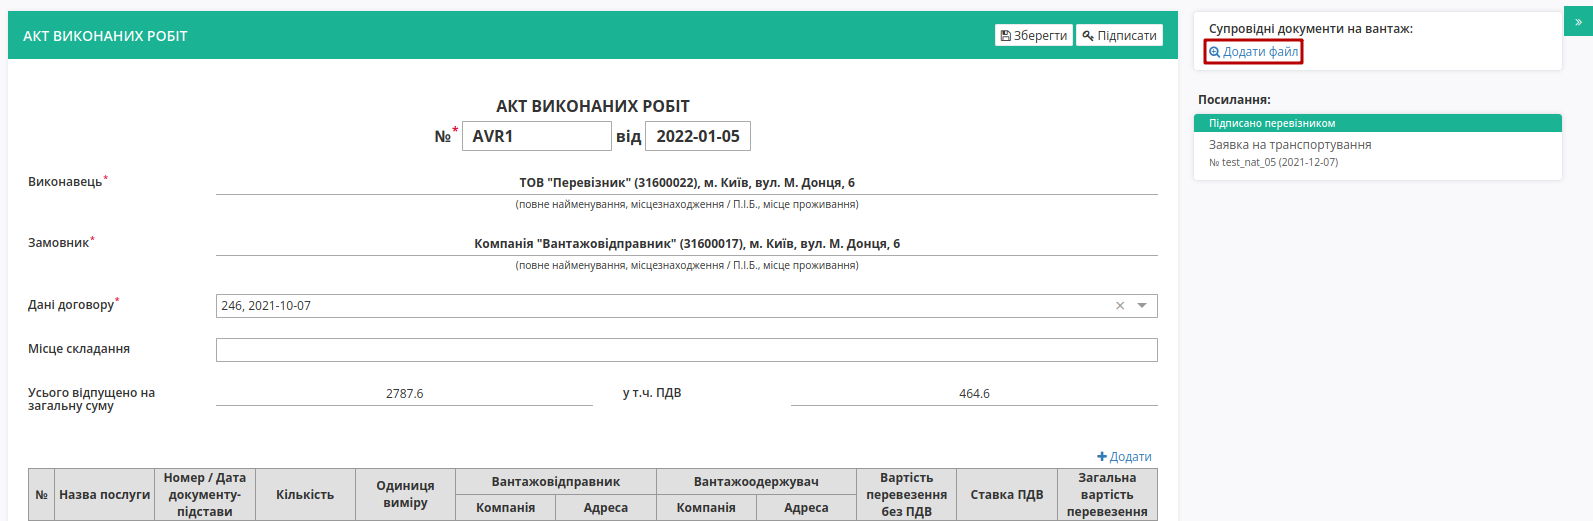 АКТ ВИКОНАНИХ РОБІТ
Зберегти
Підписати
АКТ ВИКОНАНИХ РОБІТ
№* AVR1 від 2022-01-05
Виконавець*
ТОВ "Перевізник" (31600022), м. Київ, вул. М. Донця, 6
(повне найменування, місцезнаходження / П.І.Б., місце проживання)
Замовник*
Компанія "Вантажовідправник" (31600017), м. Київ, вул. М. Донця, 6
(повне найменування, місцезнаходження / П.І.Б., місце проживання)
Дані договору*
246, 2021-10-07
Місце складання
Усього відпущено на
загальну суму
2787.6
у т.ч. ПДВ
464.6
Додати
№
Назва послуги
Номер / Дата
документу-
підстави
Кількість
Одиниця
виміру
Вантажовідправник
Компанія
Адреса
Вантажоодержувач
Компанія
Адреса
Вартість
перевезення
без ПДВ
Ставка ПДВ
Загальна
вартість
перевезення
Супровідні документи на вантаж:
Додати файл
Посилання:
Підписано перевізником
Заявка на транспортування
№ test_nat_05 (2021-12-07)